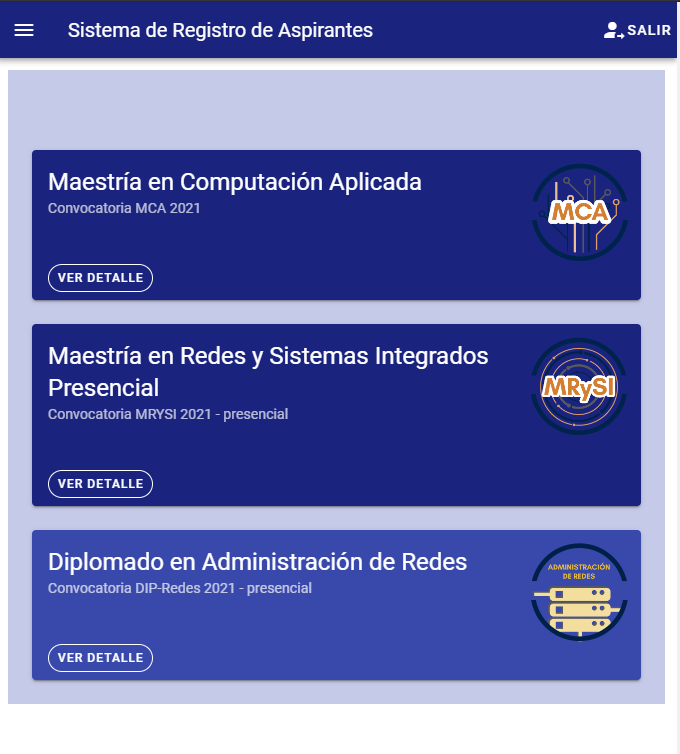 Sistema de Registro de Aspirantes
SALIR
Maestría en Computación Aplicada
Convocatoria MCA 2021
MCA
VER DETALLE
Maestría en Redes y Sistemas Integrados
Presencial
Convocatoria MRYSI 2021 - presencial
MRySI
VER DETALLE
Diplomado en Administración de Redes
Convocatoria DIP-Redes 2021 - presencial
ADMINISTRACIÓN
DE REDES
VER DETALLE